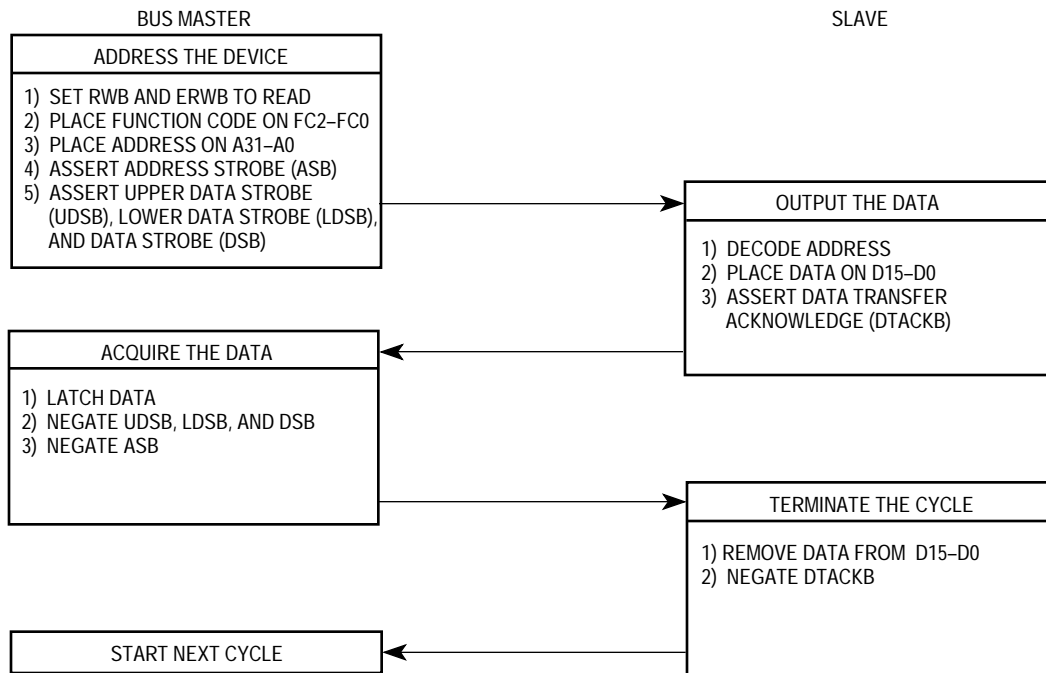 BUS MASTER
SLAVE
ADDRESS THE DEVICE
1) SET RWB AND ERWB TO READ
2) PLACE FUNCTION CODE ON FC2–FC0
3) PLACE ADDRESS ON A31–A0
4) ASSERT ADDRESS STROBE (ASB)
5) ASSERT UPPER DATA STROBE
(UDSB), LOWER DATA STROBE (LDSB),
AND DATA STROBE (DSB)
OUTPUT THE DATA
1) DECODE ADDRESS
2) PLACE DATA ON D15–D0
3) ASSERT DATA TRANSFER
ACKNOWLEDGE (DTACKB)
ACQUIRE THE DATA
1) LATCH DATA
2) NEGATE UDSB, LDSB, AND DSB
3) NEGATE ASB
TERMINATE THE CYCLE
1) REMOVE DATA FROM D15–D0
2) NEGATE DTACKB
START NEXT CYCLE